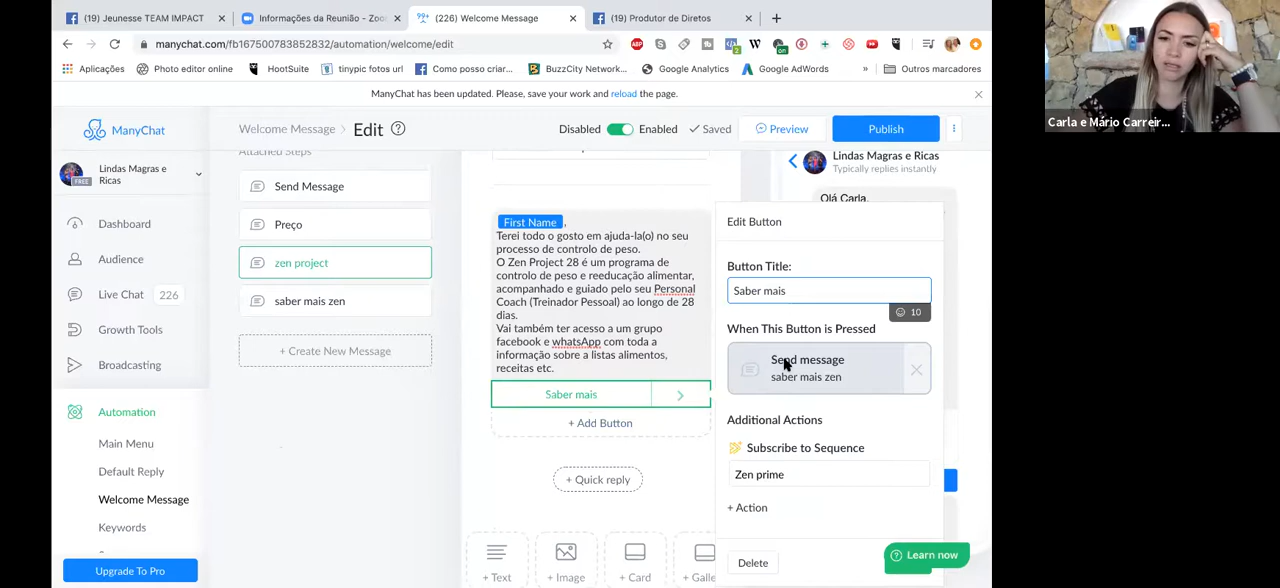 (19) Jeunesse TEAM IMPACT
Informações da Reunião - Zoo
(226) Welcome Message
(19) Produtor de Diretos
manychat.com/fb167500783852832/automation/welcome/edit
Aplicações
Photo editor online
HootSuite
tinypic fotos url
Como posso criar...
BuzzCity Network...
Google Analytics
Google AdWords
»
Outros marcadores
ManyChat has been updated. Please, save your work and reload the page.
ManyChat
Welcome Message > Edit
Disabled
Enabled
Saved
Preview
Publish
Lindas Magras e Ricas
FREE
Dashboard
Audience
Live Chat 226
Growth Tools
Broadcasting
Automation
Main Menu
Default Reply
Welcome Message
Keywords
Upgrade To Pro
Attached Steps
Send Message
Preço
zen project
saber mais zen
+ Create New Message
First Name ,
Terei todo o gosto em ajuda-la(o) no seu
processo de controlo de peso.
O Zen Project 28 é um programa de
controlo de peso e reeducação alimentar,
acompanhado e guiado pelo seu Personal
Coach (Treinador Pessoal) ao longo de 28
dias.
Vai também ter acesso a um grupo
facebook e whatsApp com toda a
informação sobre a listas alimentos,
receitas etc.
Saber mais
+ Add Button
+ Quick reply
+ Text
+ Image
+ Card
+ Galle
Lindas Magras e Ricas
Typically replies instantly
Olá Carla,
Edit Button
Button Title:
Saber mais
10
When This Button is Pressed
Send message
saber mais zen
Additional Actions
Subscribe to Sequence
Zen prime
+ Action
Delete
Learn now
Carla e Mário Carreir...